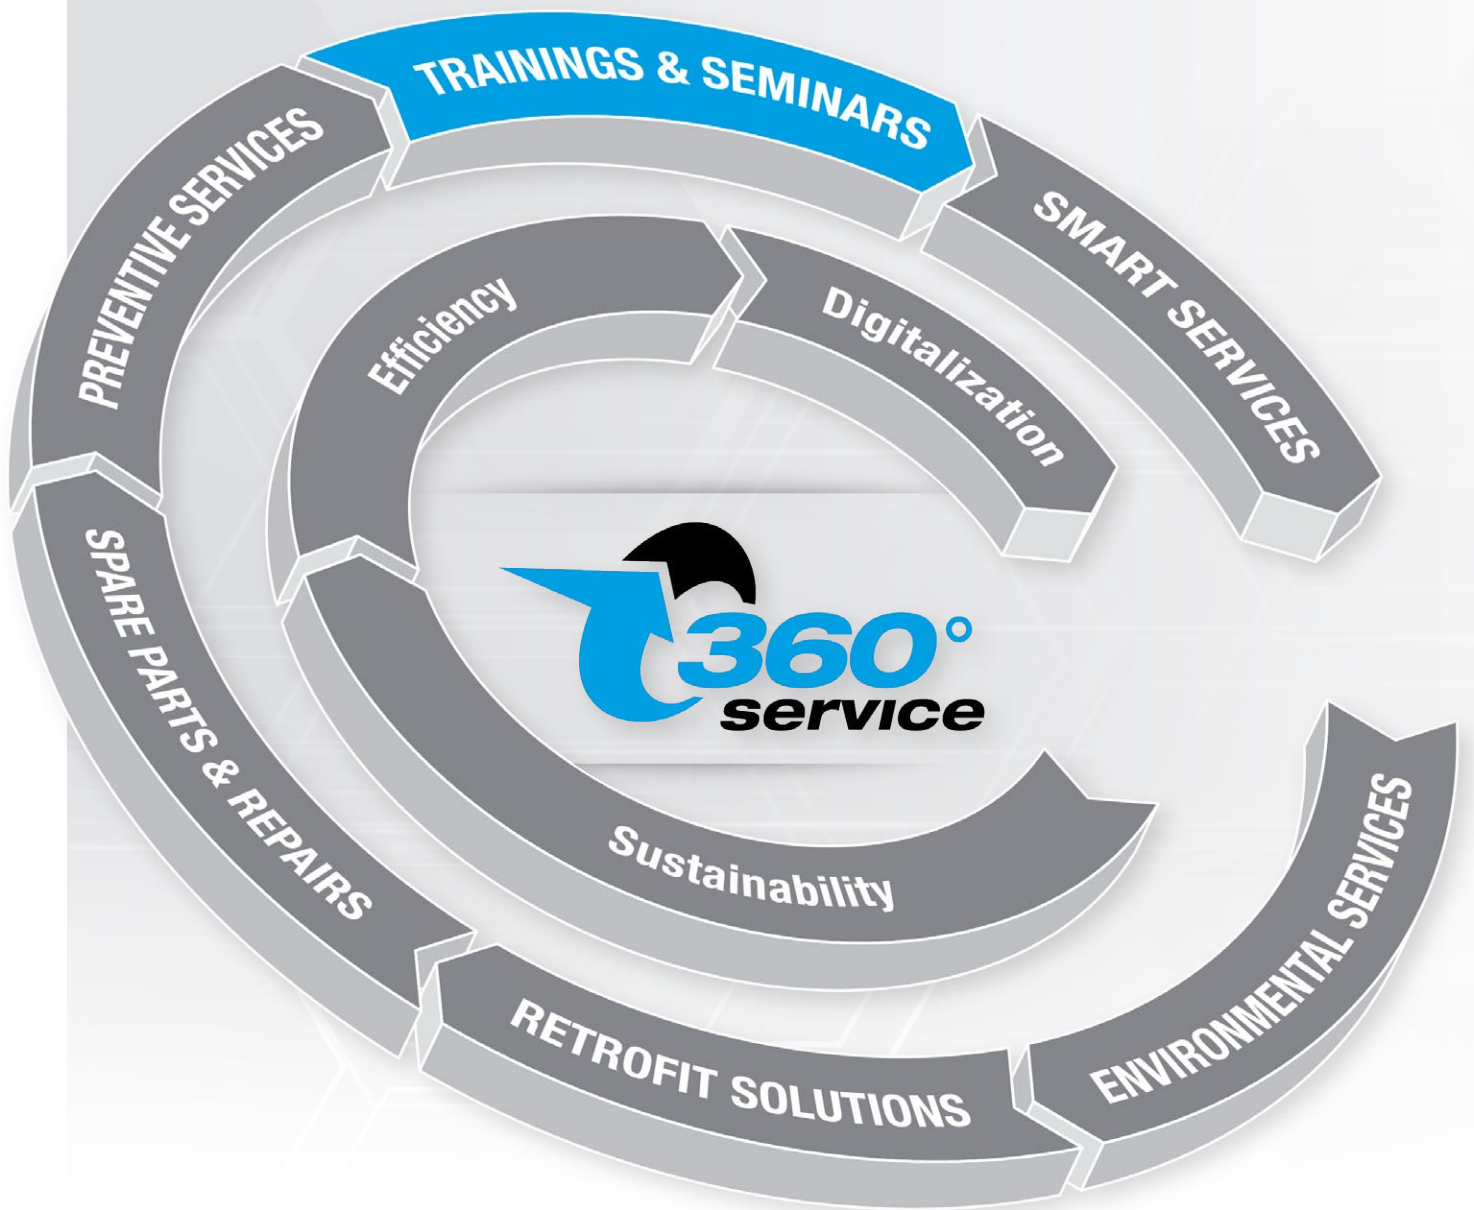 TRAININGS & SEMINARS
SMART SERVICES
PREVENTIVE SERVICES
Efficiency
Digitalization
360°
service
SPARE PARTS & REPAIRS
Sustainability
RETROFIT SOLUTIONS
ENVIRONMENTAL SERVICES